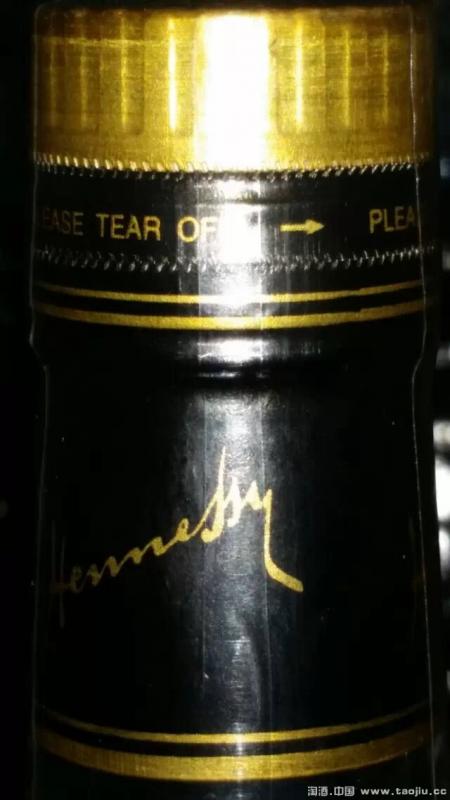 EASE TEAR OF → PLEA
Hennessy
淘酒.中国 www.taojiu.cc